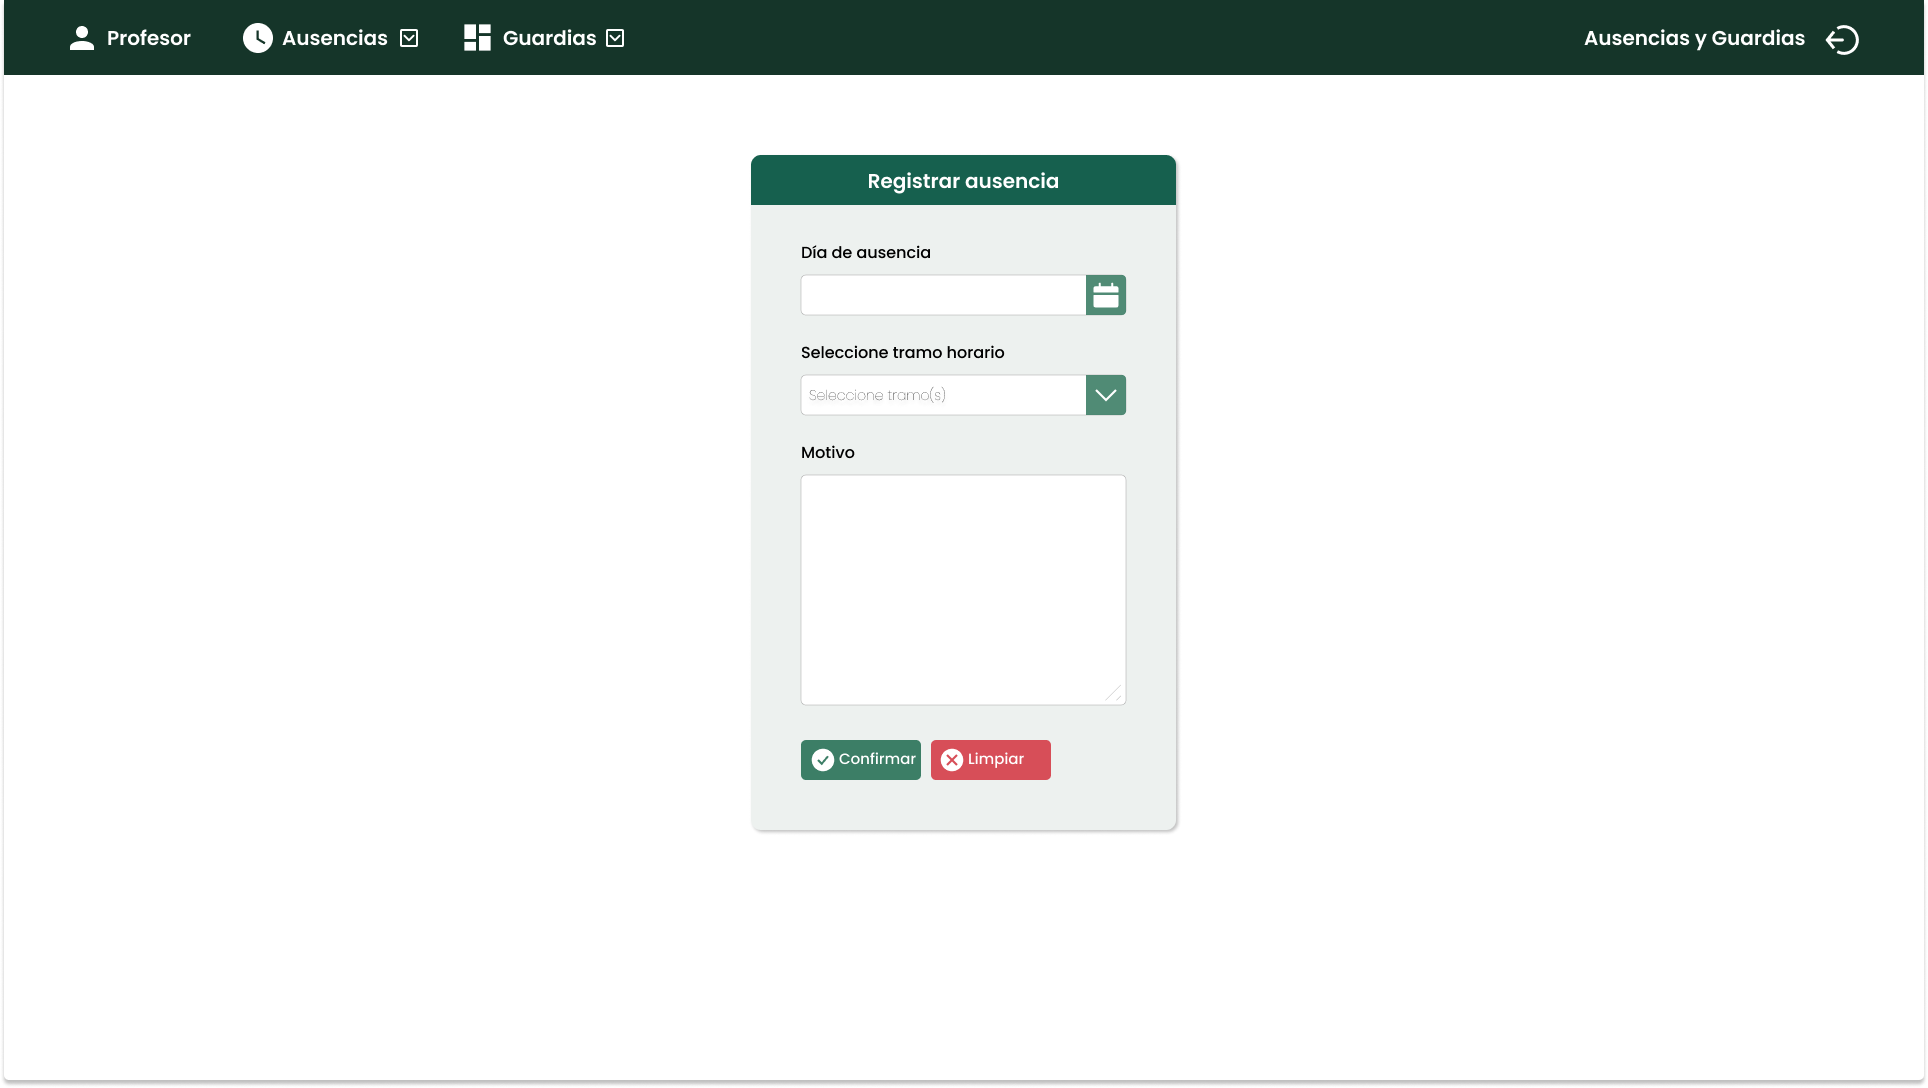 Profesor
Ausencias
Guardias
Ausencias y Guardias
Registrar ausencia
Día de ausencia
Seleccione tramo horario
Seleccione tramo(s)
Motivo
Confirmar
Limpiar